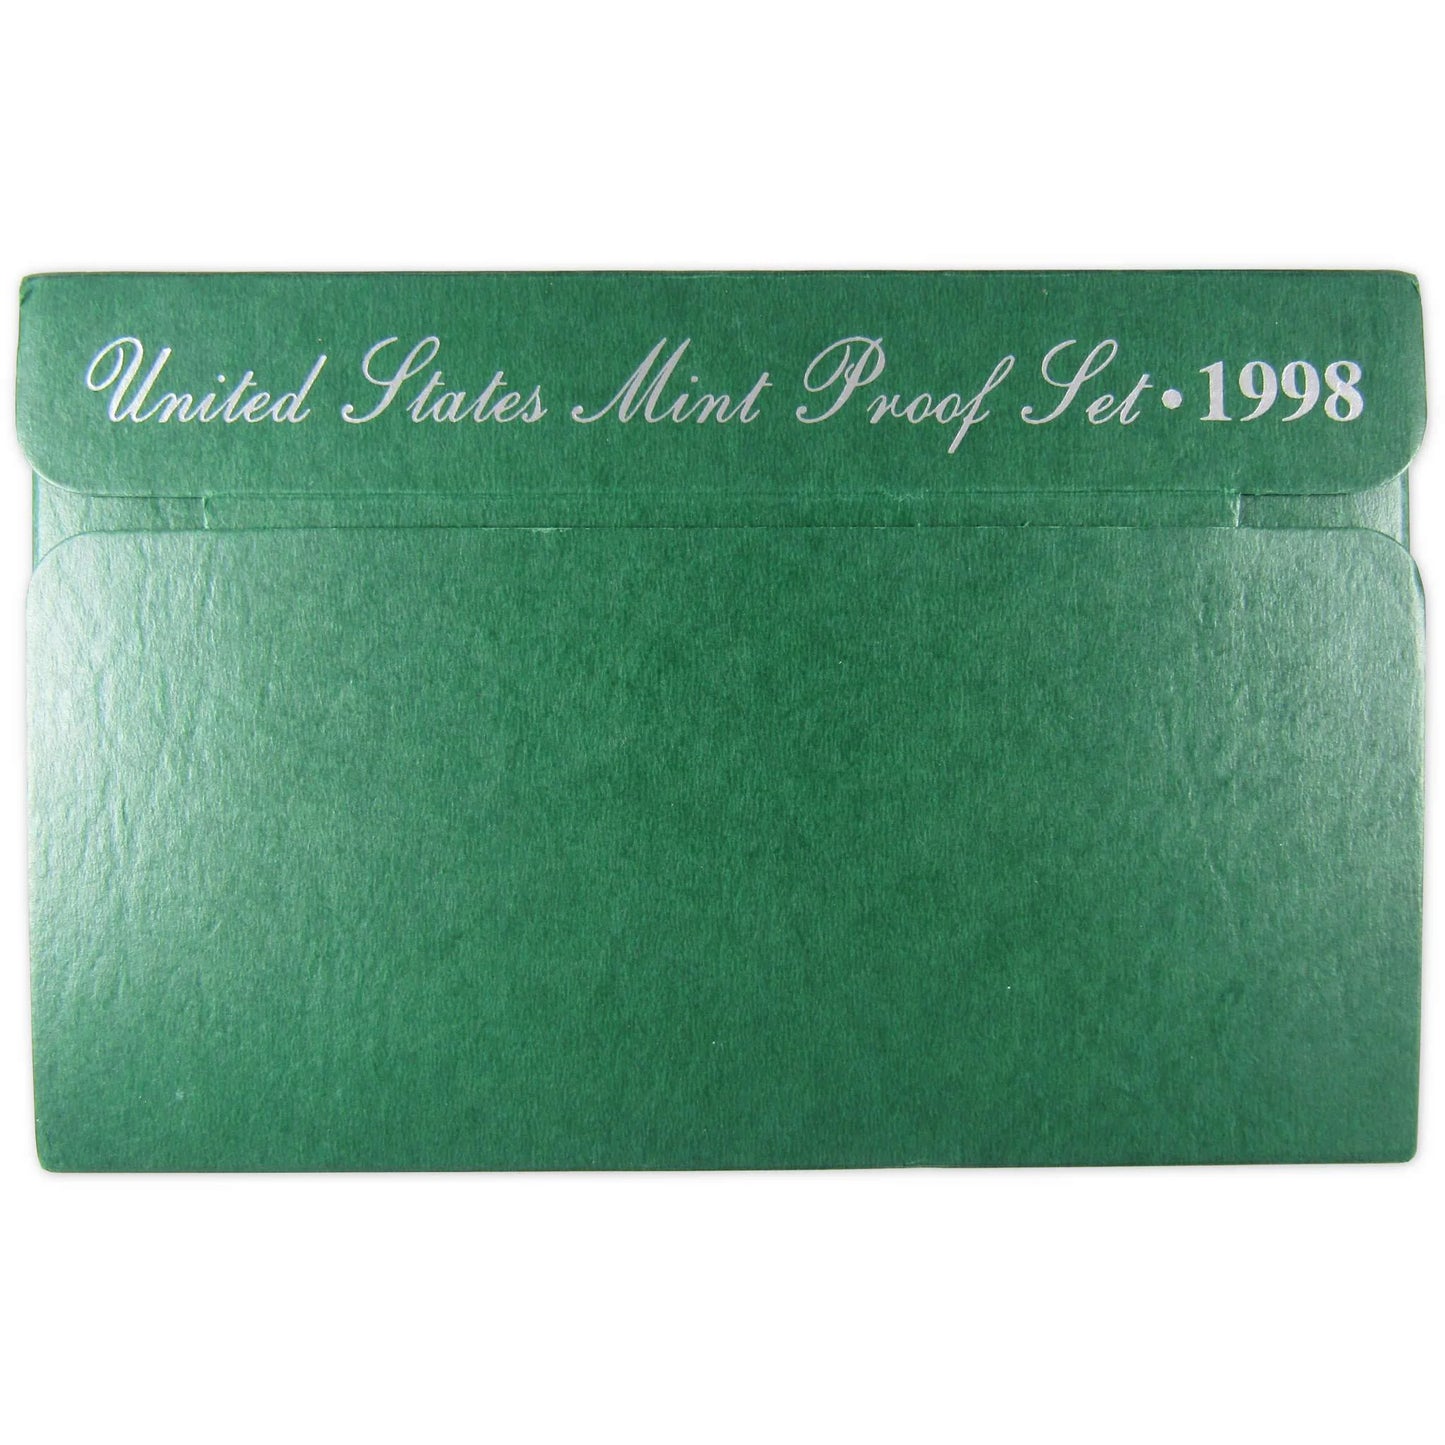 United States Mint Proof Set • 1998